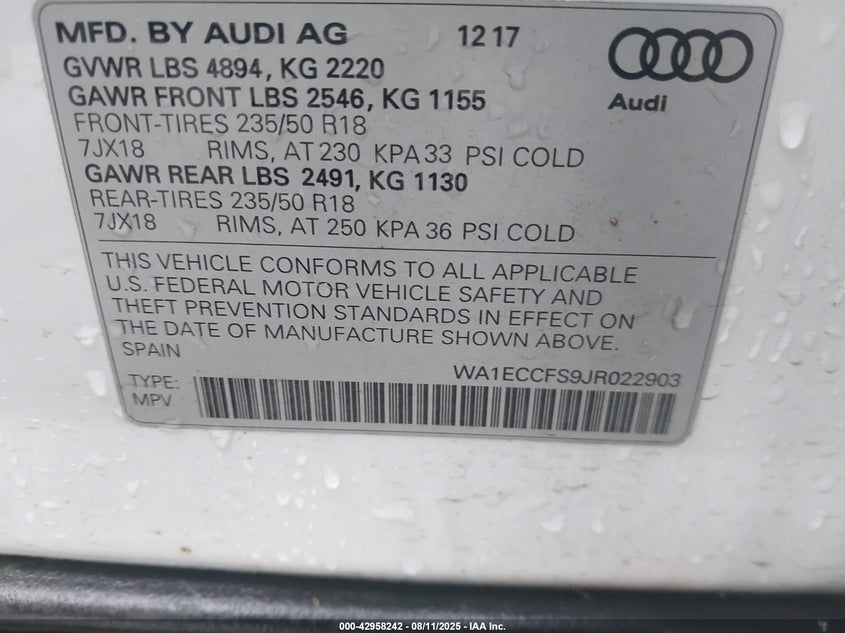 MFD. BY AUDI AG 12 17
GVWR LBS 4894, KG 2220
GAWR FRONT LBS 2546, KG 1155
Audi
FRONT-TIRES 235/50 R18
7JX18 RIMS, AT 230 KPA 33 PSI COLD
GAWR REAR LBS 2491, KG 1130
REAR-TIRES 235/50 R18
7JX18 RIMS, AT 250 KPA 36 PSI COLD
THIS VEHICLE CONFORMS TO ALL APPLICABLE
U.S. FEDERAL MOTOR VEHICLE SAFETY AND
THEFT PREVENTION STANDARDS IN EFFECT ON
THE DATE OF MANUFACTURE SHOWN ABOVE.
SPAIN
WA1ECCFS9JR022903
TYPE:
MPV
000-42958242 - 08/11/2025 - IAA Inc.